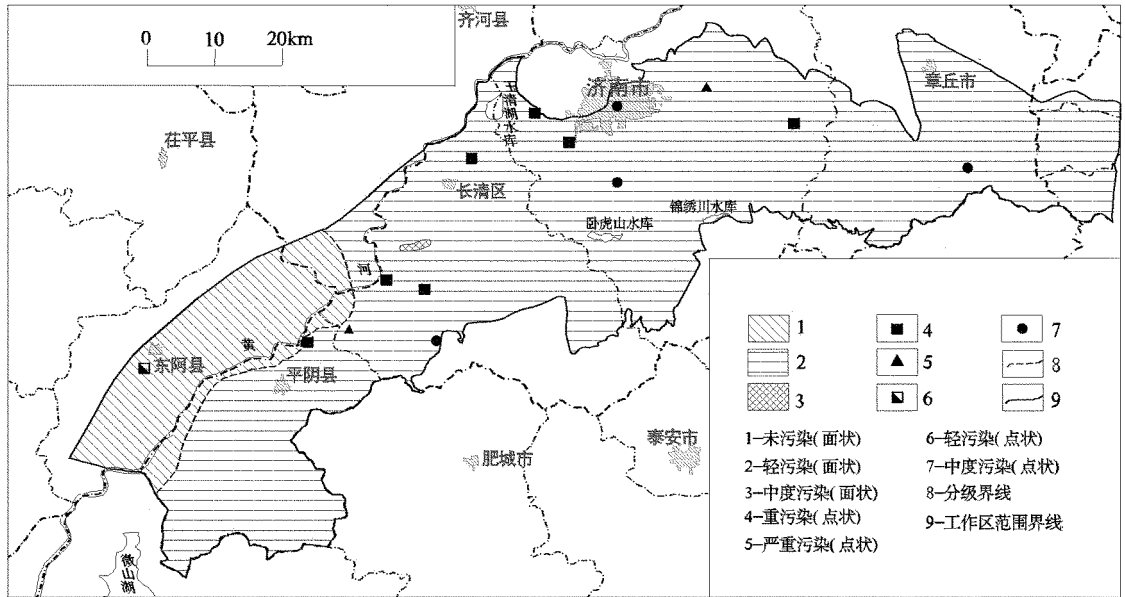 齐河县
0 10 20km
济南市
章丘市
玉清湖水库
茌平县
长清区
锦绣川水库
卧虎山水库
河
黄
东阿县
平阴县
肥城市
泰安市
微山湖
1 4 7
2 5 8
3 6 9
1—未污染(面状) 6—轻污染(点状)
2—轻污染(面状) 7—中度污染(点状)
3—中度污染(面状) 8—分级界线
4—重污染(点状) 9—工作区范围界线
5—严重污染(点状)